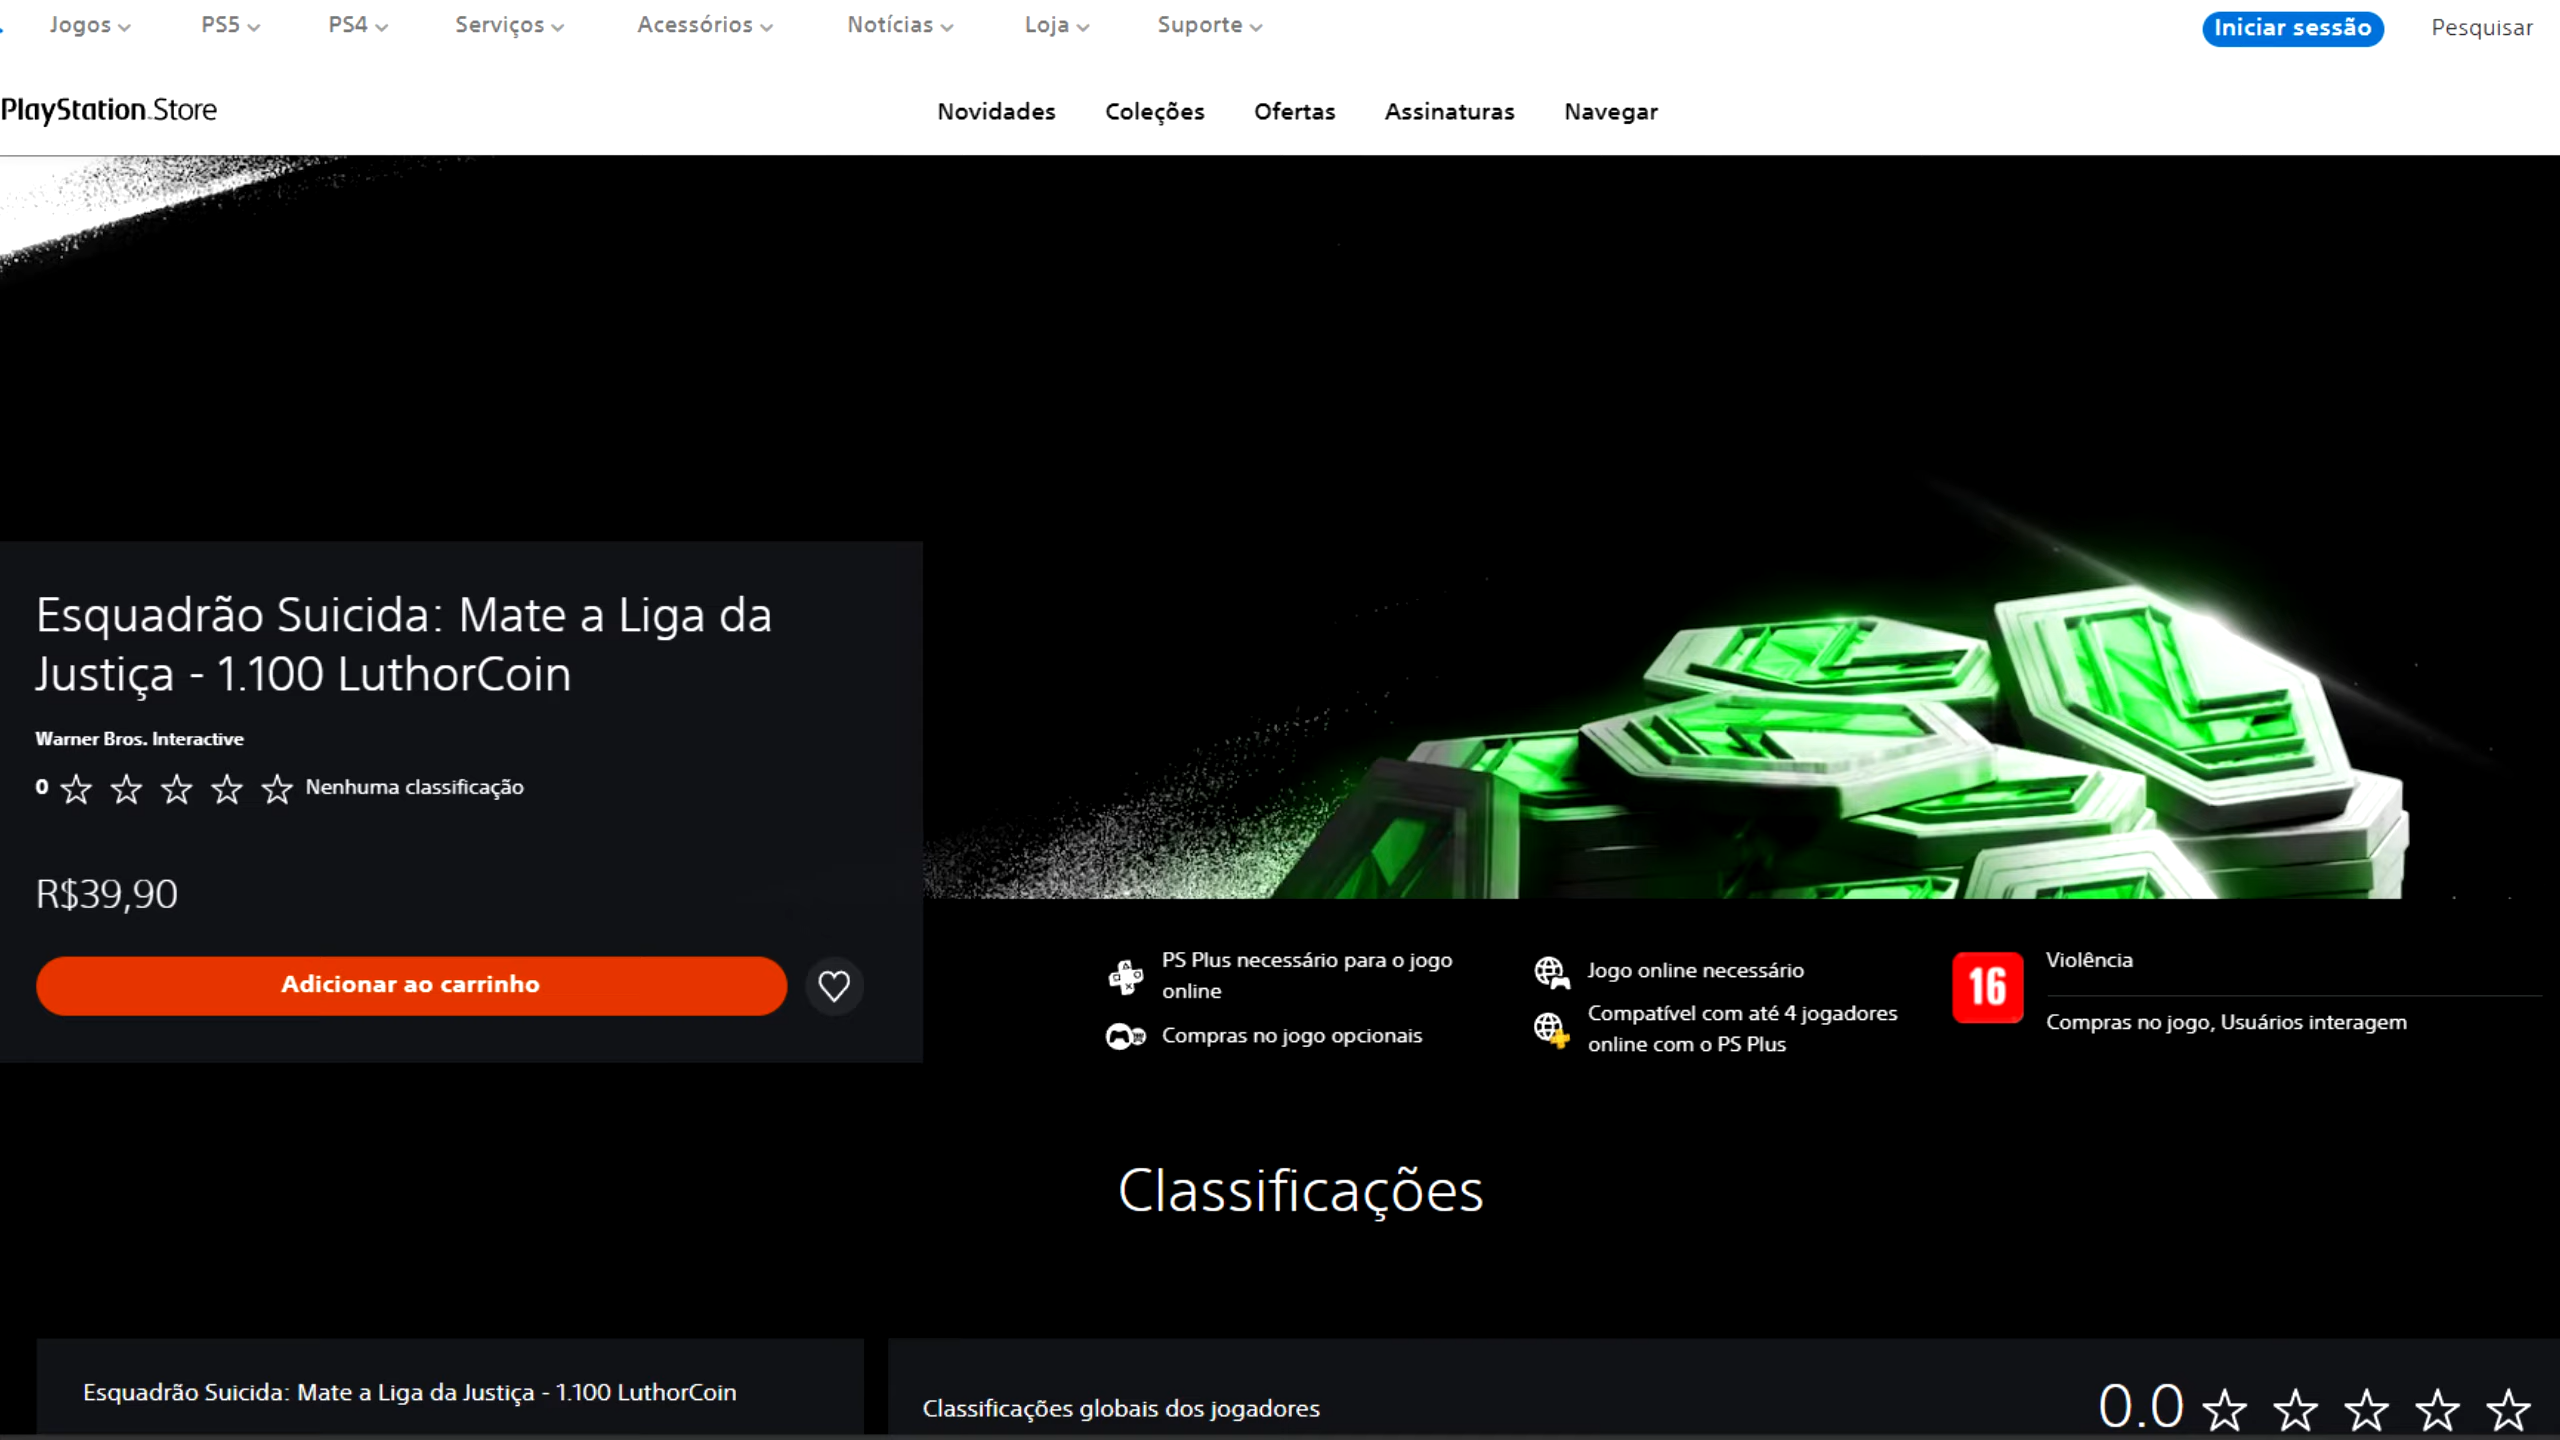 Jogos PS5 PS4 Serviços Acessórios Notícias Loja Suporte Iniciar sessão Pesquisar
PlayStation Store Novidades Coleções Ofertas Assinaturas Navegar
Esquadrão Suicida: Mate a Liga da
Justiça - 1.100 LuthorCoin
Warner Bros. Interactive
0 Nenhuma classificação
R$39,90
Adicionar ao carrinho
PS Plus necessário para o jogo
online
Compras no jogo opcionais
Jogo online necessário
Compatível com até 4 jogadores
online com o PS Plus
16
Violência
Compras no jogo, Usuários interagem
Classificações
Esquadrão Suicida: Mate a Liga da Justiça - 1.100 LuthorCoin
Classificações globais dos jogadores
0.0